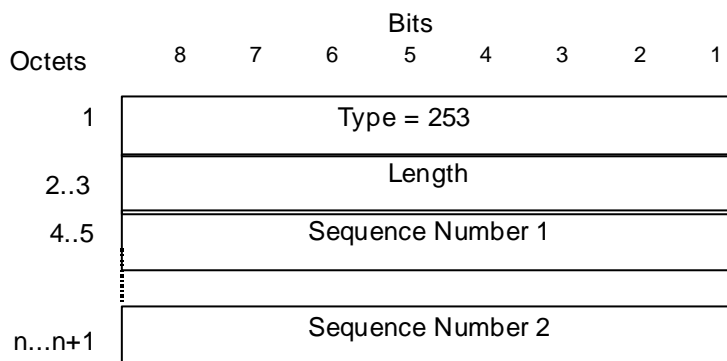 Bits
Octets 8 7 6 5 4 3 2 1
1 Type = 253
2..3 Length
4..5 Sequence Number 1
n...n+1 Sequence Number 2